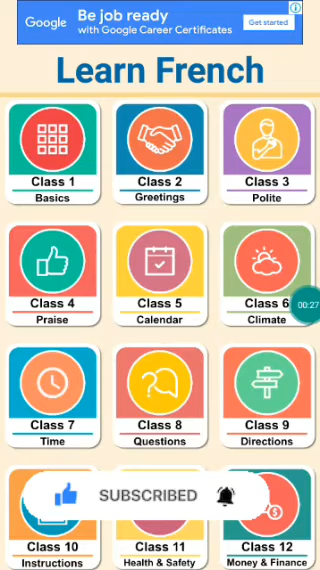 Google
Be job ready
with Google Career Certificates
Get started
Learn French
Class 1
Basics
Class 2
Greetings
Class 3
Polite
Class 4
Praise
Class 5
Calendar
Class 6
Climate
00:27
Class 7
Time
Class 8
Questions
Class 9
Directions
SUBSCRIBED
Class 10
Instructions
Class 11
Health & Safety
Class 12
Money & Finance